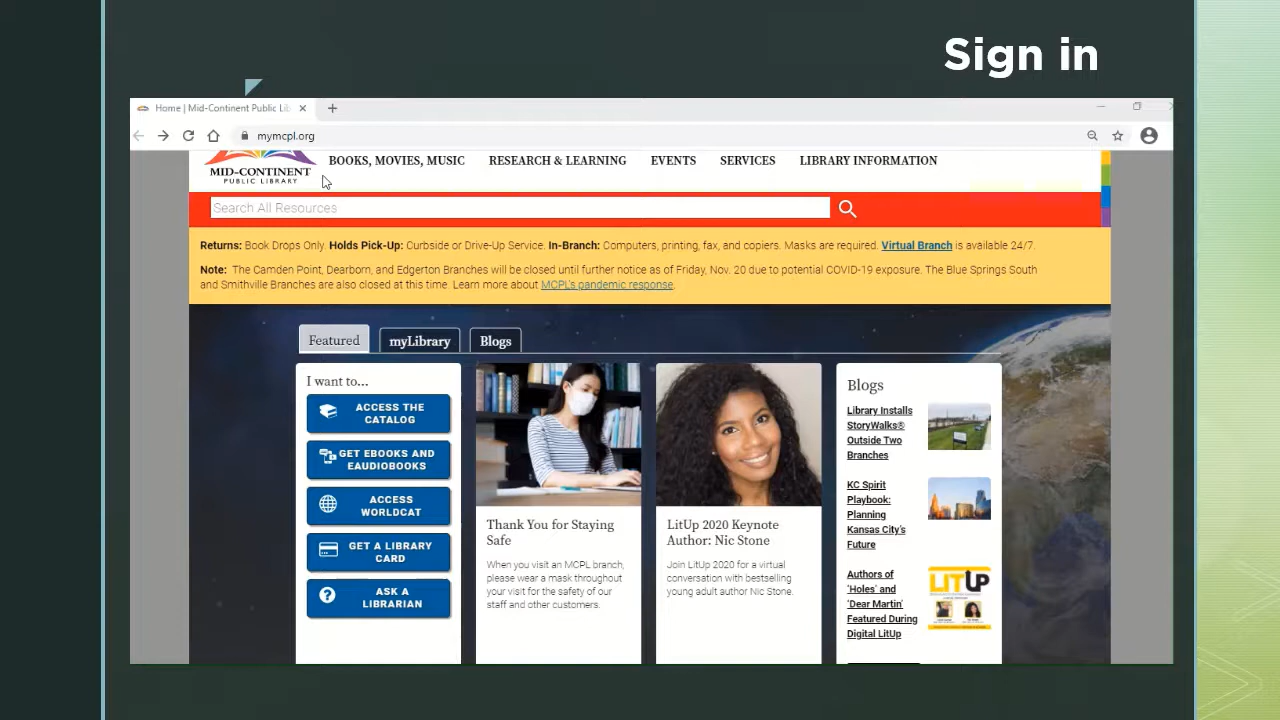 Sign in
Home | Mid-Continent Public Lib
mymcpl.org
MID-CONTINENT
PUBLIC LIBRARY
BOOKS, MOVIES, MUSIC
RESEARCH & LEARNING
EVENTS
SERVICES
LIBRARY INFORMATION
Search All Resources
Returns: Book Drops Only. Holds Pick-Up: Curbside or Drive-Up Service. In-Branch: Computers, printing, fax, and copiers. Masks are required. Virtual Branch is available 24/7.
Note: The Camden Point, Dearborn, and Edgerton Branches will be closed until further notice as of Friday, Nov. 20 due to potential COVID-19 exposure. The Blue Springs South
and Smithville Branches are also closed at this time. Learn more about MCPL's pandemic response.
Featured
myLibrary
Blogs
I want to...
ACCESS THE
CATALOG
GET EBOOKS AND
EAUDIOBOOKS
ACCESS
WORLDCAT
GET A LIBRARY
CARD
ASK A
LIBRARIAN
Thank You for Staying
Safe
When you visit an MCPL branch,
please wear a mask throughout
your visit for the safety of our
staff and other customers.
LitUp 2020 Keynote
Author: Nic Stone
Join LitUp 2020 for a virtual
conversation with bestselling
young adult author Nic Stone.
Blogs
Library Installs
StoryWalks®
Outside Two
Branches
KC Spirit
Playbook:
Planning
Kansas City's
Future
Authors of
'Holes' and
'Dear Martin'
Featured During
Digital LitUp
LITUP